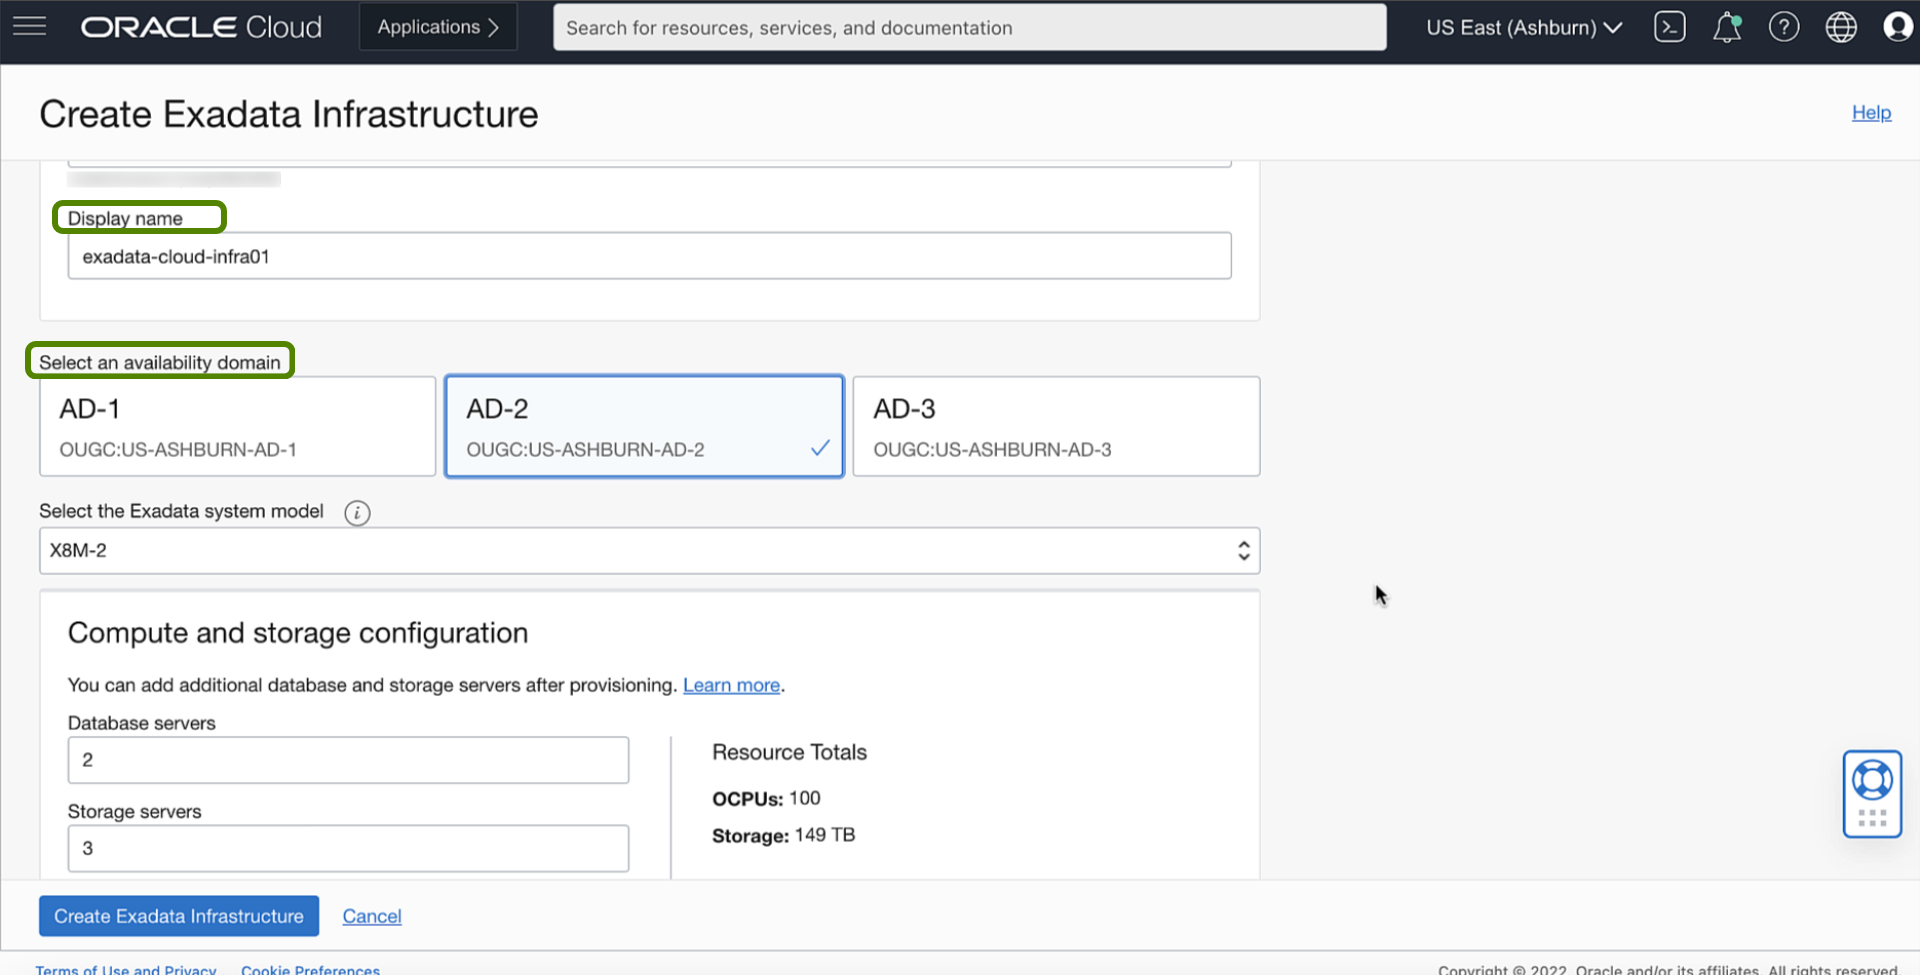 ORACLE Cloud
Applications
Search for resources, services, and documentation
US East (Ashburn)
Create Exadata Infrastructure
Help
Display name
exadata-cloud-infra01
Select an availability domain
AD-1
OUGC:US-ASHBURN-AD-1
AD-2
OUGC:US-ASHBURN-AD-2
AD-3
OUGC:US-ASHBURN-AD-3
Select the Exadata system model
X8M-2
Compute and storage configuration
You can add additional database and storage servers after provisioning. Learn more.
Database servers
2
Storage servers
3
Resource Totals
OCPUs: 100
Storage: 149 TB
Create Exadata Infrastructure
Cancel
Terms of Use and Privacy
Cookie Preferences
Copyright © 2022, Oracle and/or its affiliates. All rights reserved.